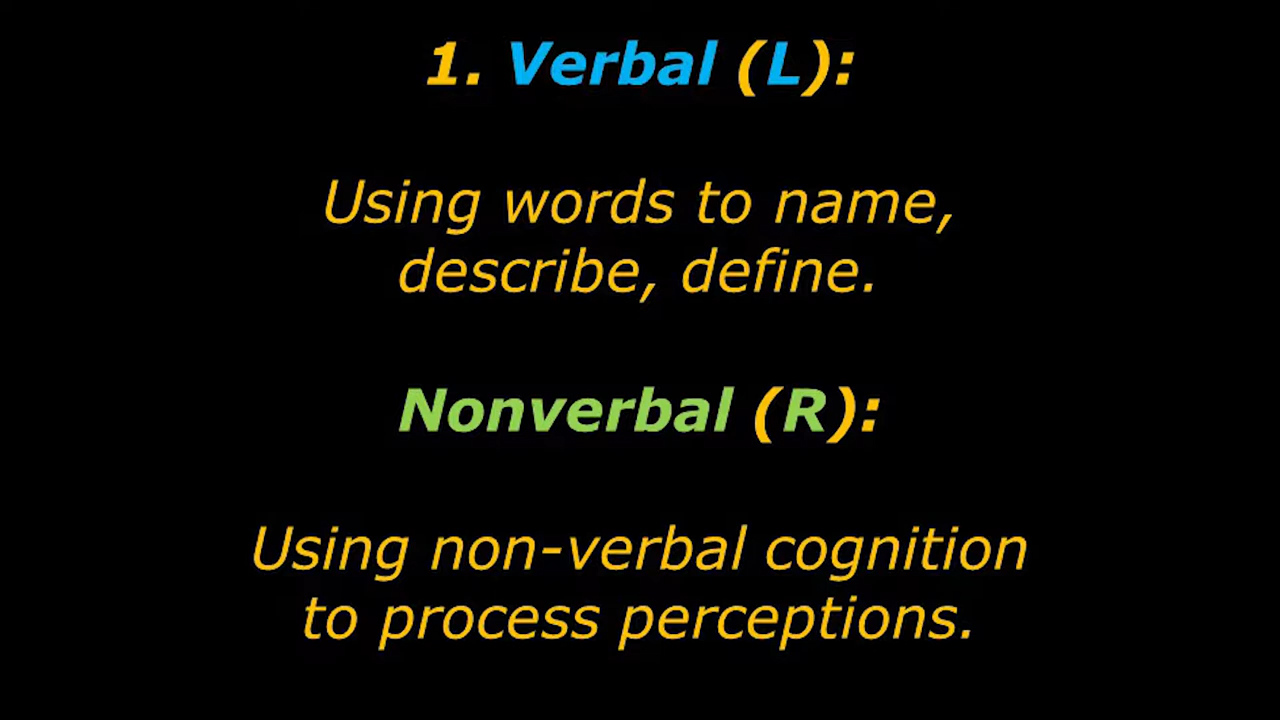 1. Verbal (L):
Using words to name,
describe, define.
Nonverbal (R):
Using non-verbal cognition
to process perceptions.